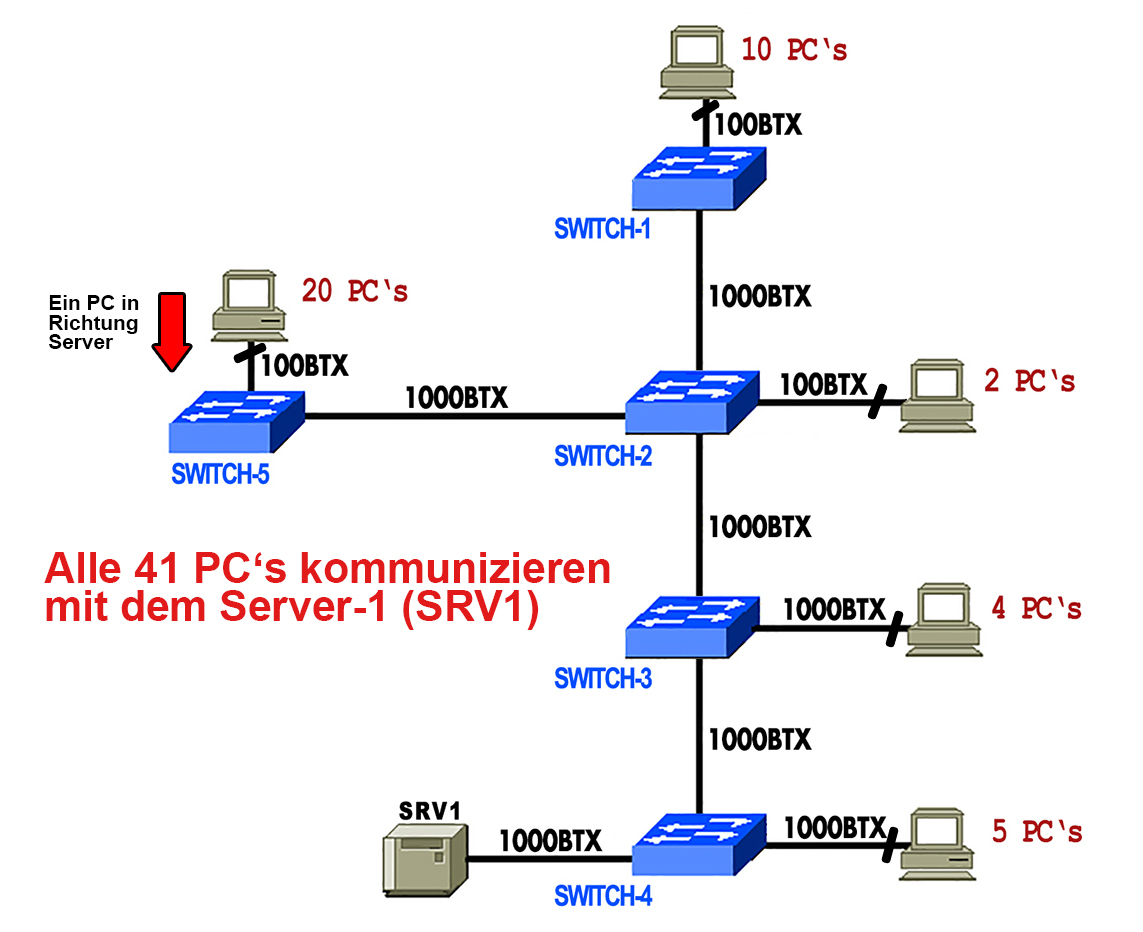 10 PC‘s
100BTX
SWITCH-1
1000BTX
Ein PC in
Richtung
Server
20 PC‘s
100BTX
SWITCH-5
1000BTX
SWITCH-2
100BTX
2 PC‘s
1000BTX
Alle 41 PC‘s kommunizieren
mit dem Server-1 (SRV1)
SWITCH-3
1000BTX
4 PC‘s
1000BTX
SRV1
1000BTX
SWITCH-4
1000BTX
5 PC‘s